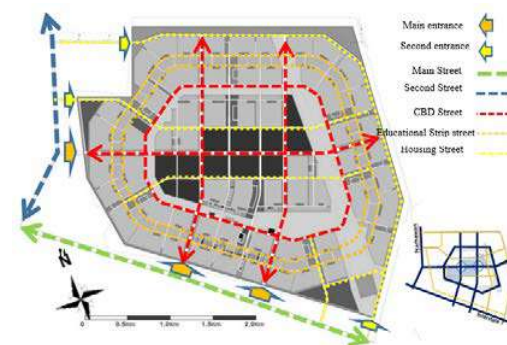 Main entrance
Second entrance
Main Street
Second Street
CBD Street
Educational Strip street
Housing Street
N
0 0.5km 1.0km 1.5km 2.0km